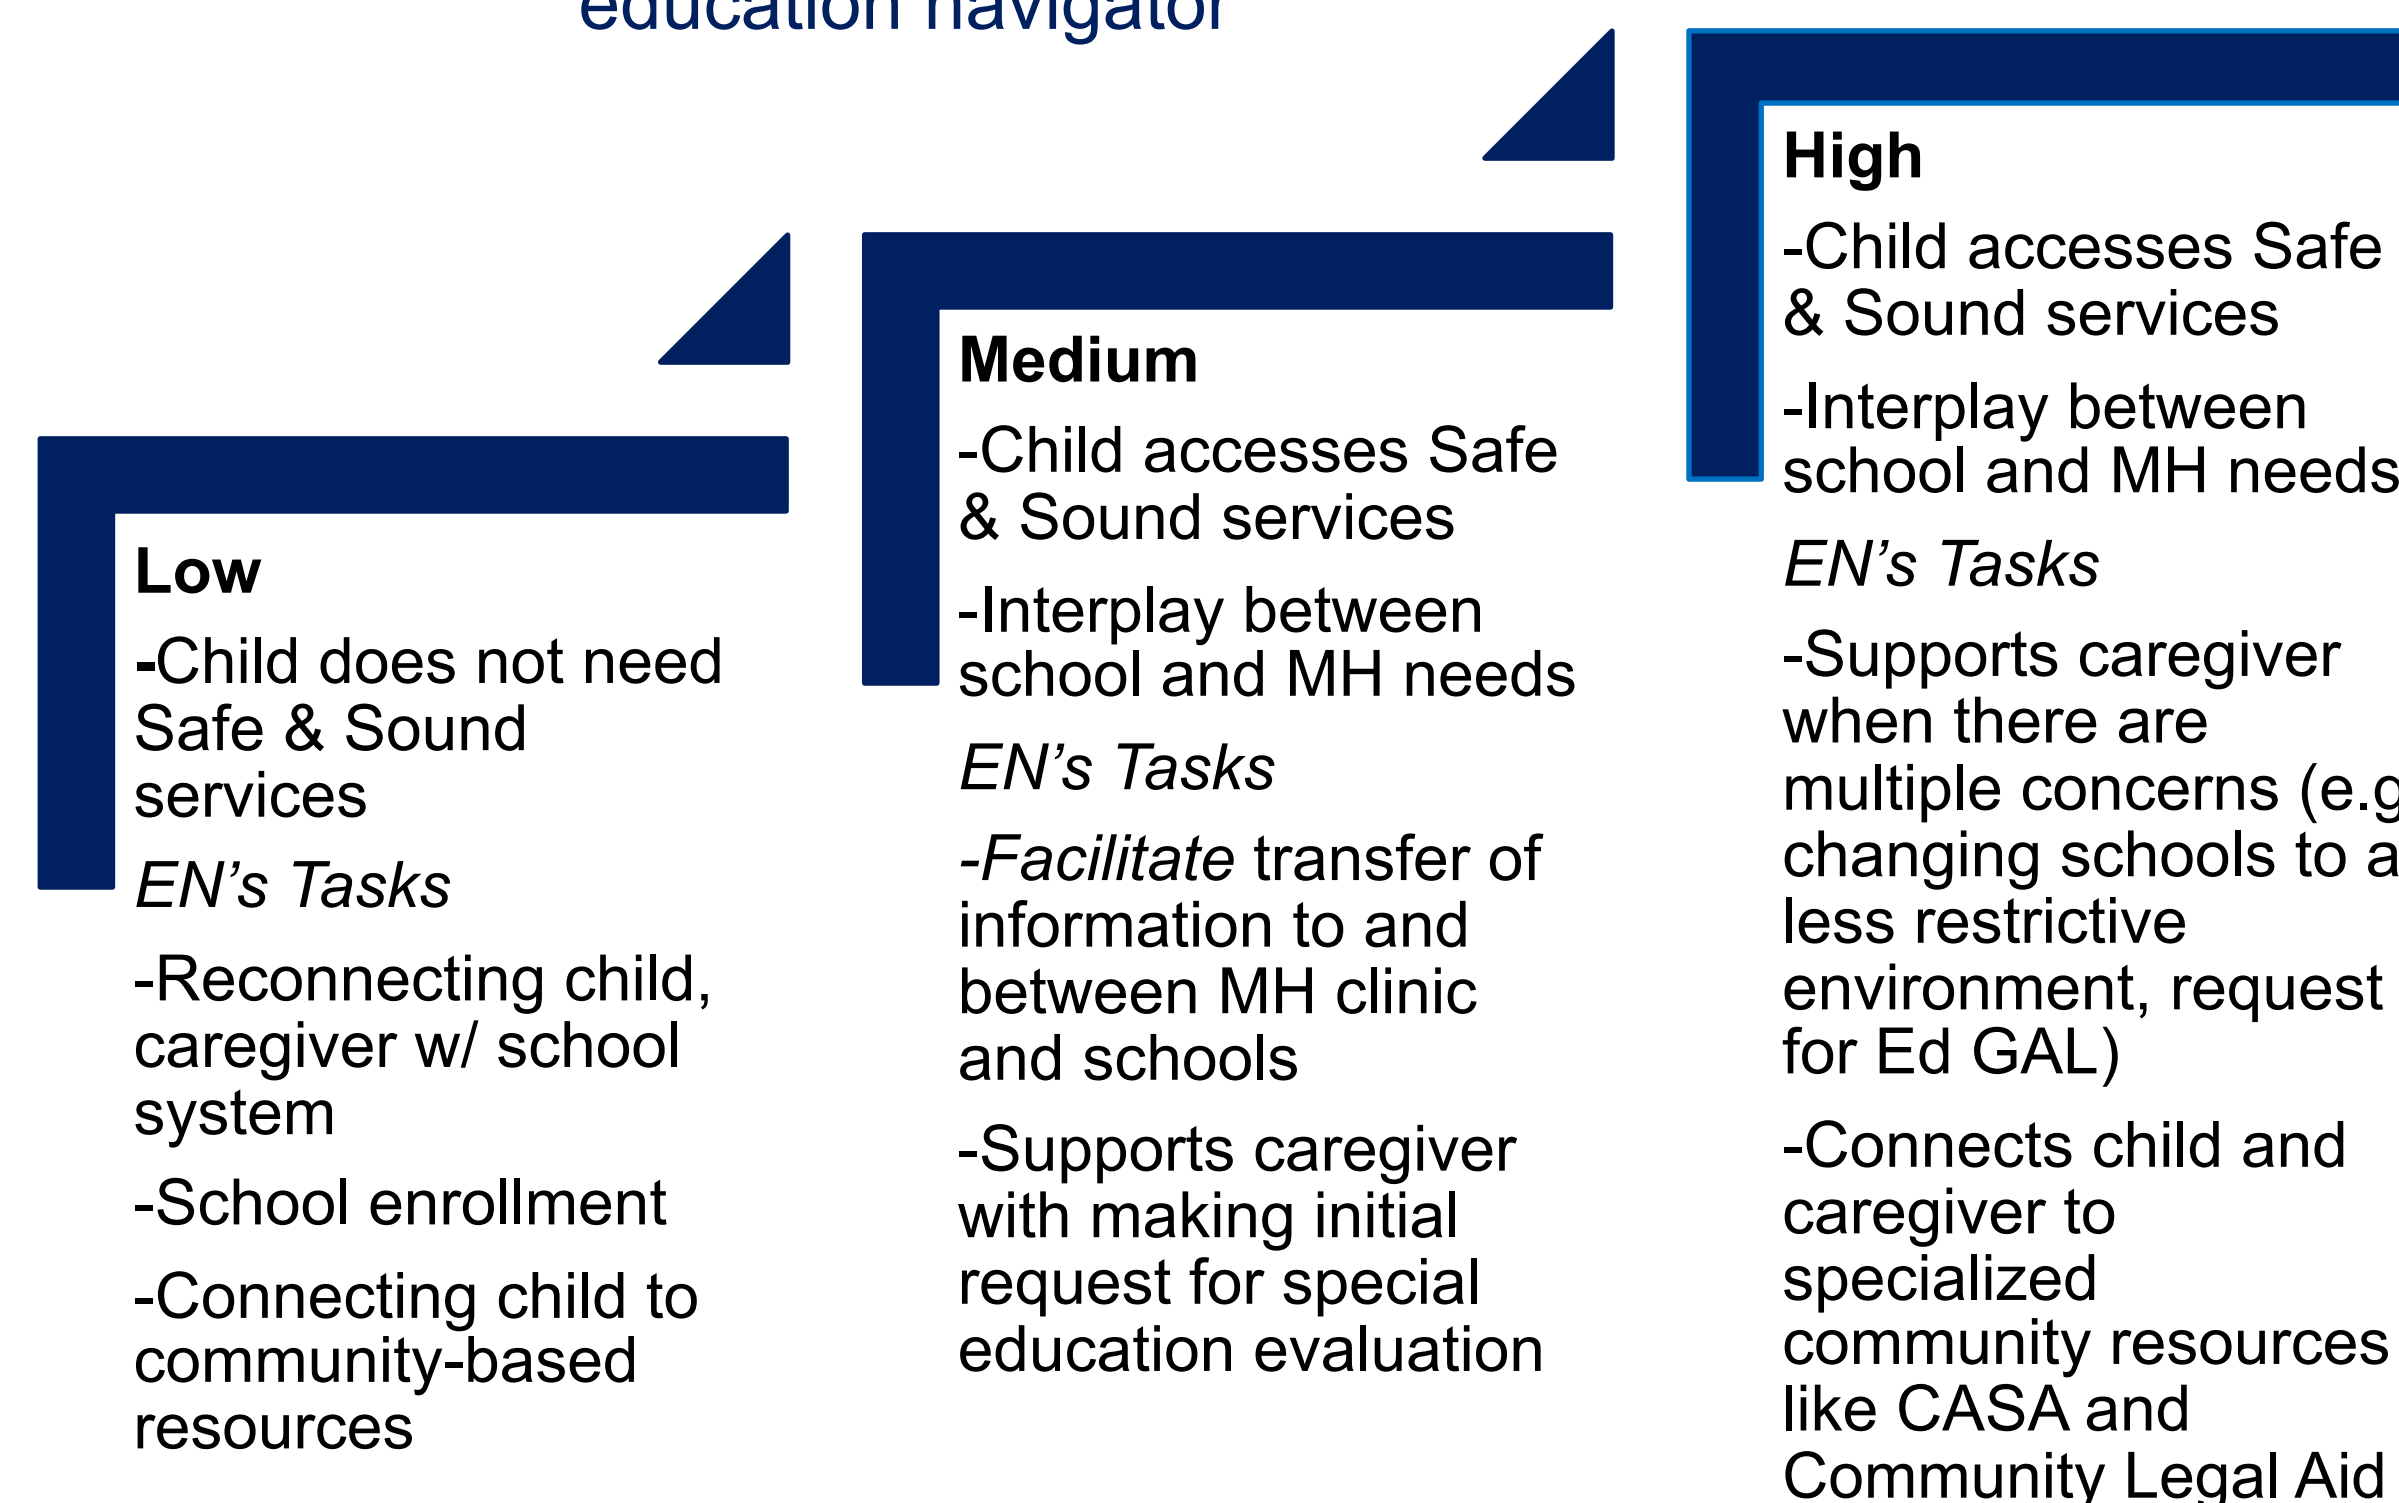 education navigator
Low
-Child does not need
Safe & Sound
services
EN’s Tasks
-Reconnecting child,
caregiver w/ school
system
-School enrollment
-Connecting child to
community-based
resources
Medium
-Child accesses Safe
& Sound services
-Interplay between
school and MH needs
EN’s Tasks
-Facilitate transfer of
information to and
between MH clinic
and schools
-Supports caregiver
with making initial
request for special
education evaluation
High
-Child accesses Safe
& Sound services
-Interplay between
school and MH needs
EN’s Tasks
-Supports caregiver
when there are
multiple concerns (e.g
changing schools to a
less restrictive
environment, request
for Ed GAL)
-Connects child and
caregiver to
specialized
community resources
like CASA and
Community Legal Aid